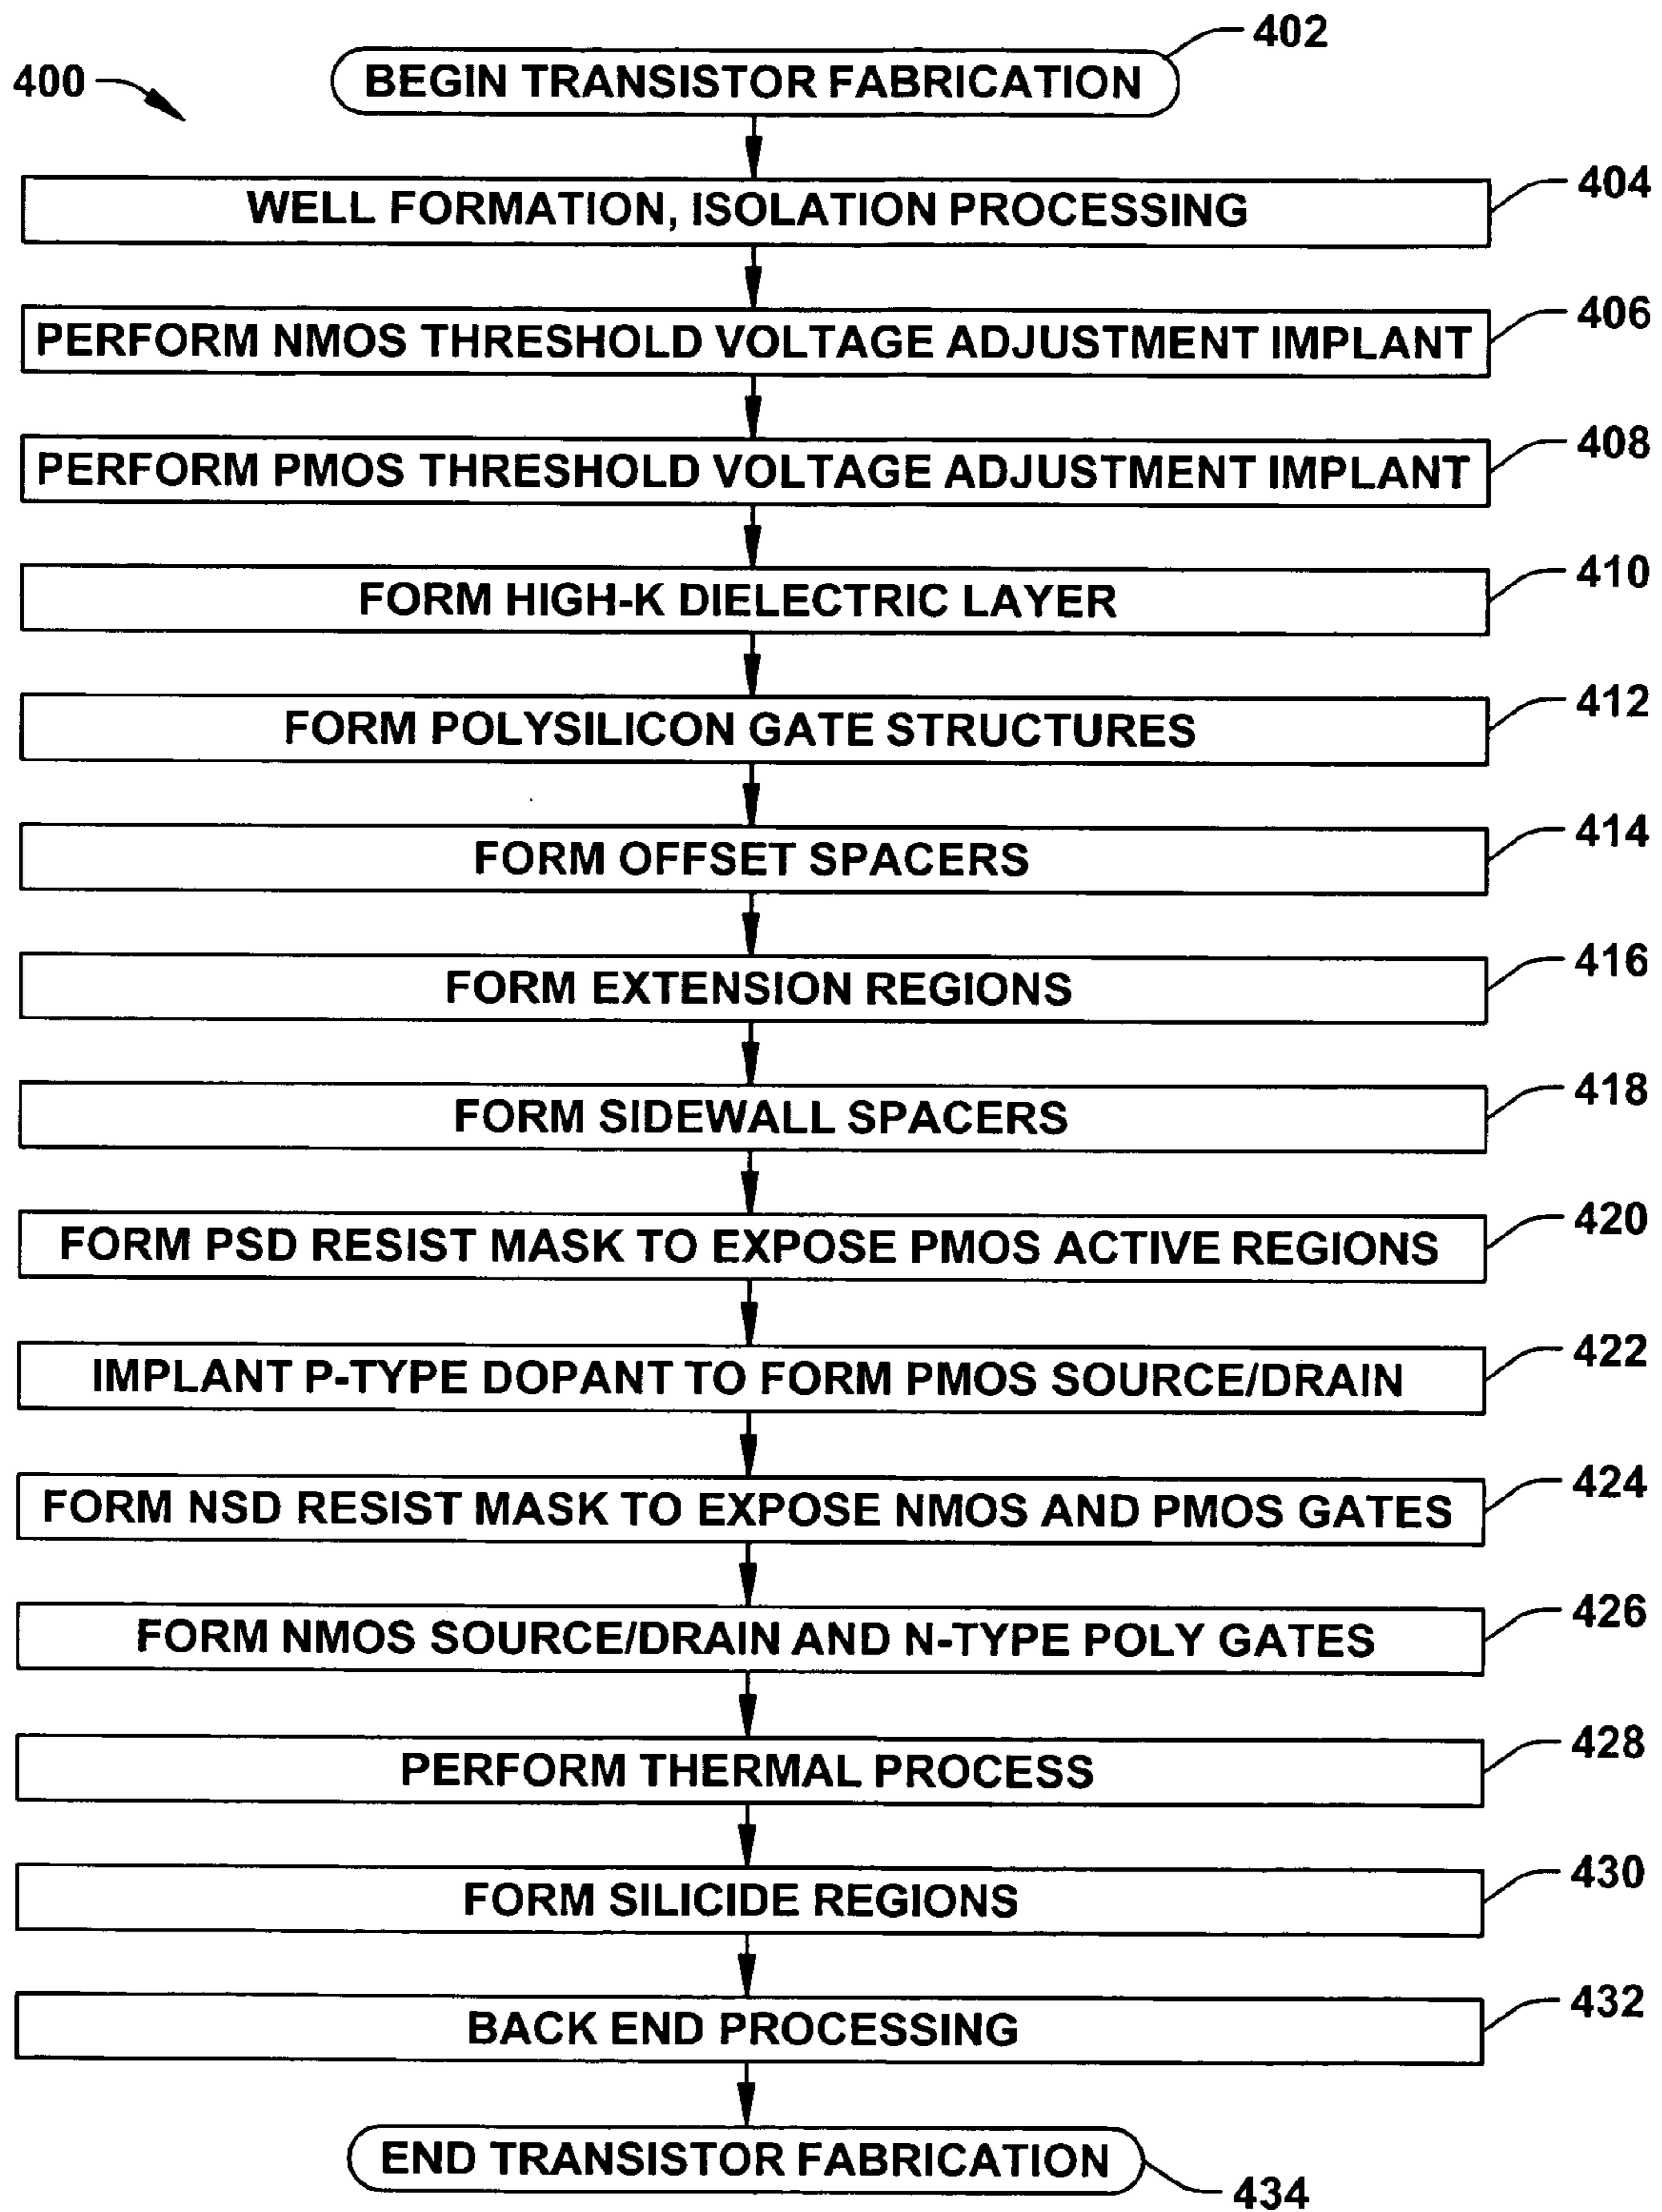 402
400
BEGIN TRANSISTOR FABRICATION
404
WELL FORMATION, ISOLATION PROCESSING
406
PERFORM NMOS THRESHOLD VOLTAGE ADJUSTMENT IMPLANT
408
PERFORM PMOS THRESHOLD VOLTAGE ADJUSTMENT IMPLANT
410
FORM HIGH-K DIELECTRIC LAYER
412
FORM POLYSILICON GATE STRUCTURES
414
FORM OFFSET SPACERS
416
FORM EXTENSION REGIONS
418
FORM SIDEWALL SPACERS
420
FORM PSD RESIST MASK TO EXPOSE PMOS ACTIVE REGIONS
422
IMPLANT P-TYPE DOPANT TO FORM PMOS SOURCE/DRAIN
424
FORM NSD RESIST MASK TO EXPOSE NMOS AND PMOS GATES
426
FORM NMOS SOURCE/DRAIN AND N-TYPE POLY GATES
428
PERFORM THERMAL PROCESS
430
FORM SILICIDE REGIONS
432
BACK END PROCESSING
END TRANSISTOR FABRICATION
434